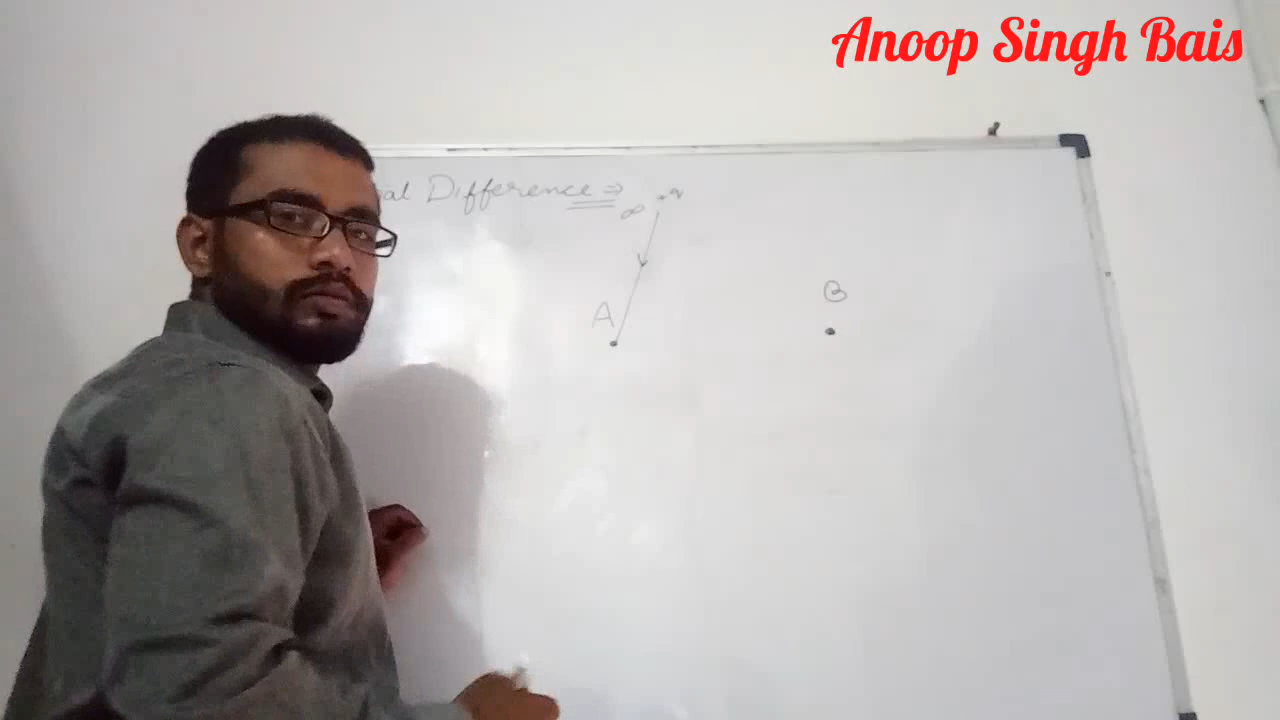 Anoop Singh Bais
al Difference ⇒
∞ q
B
A